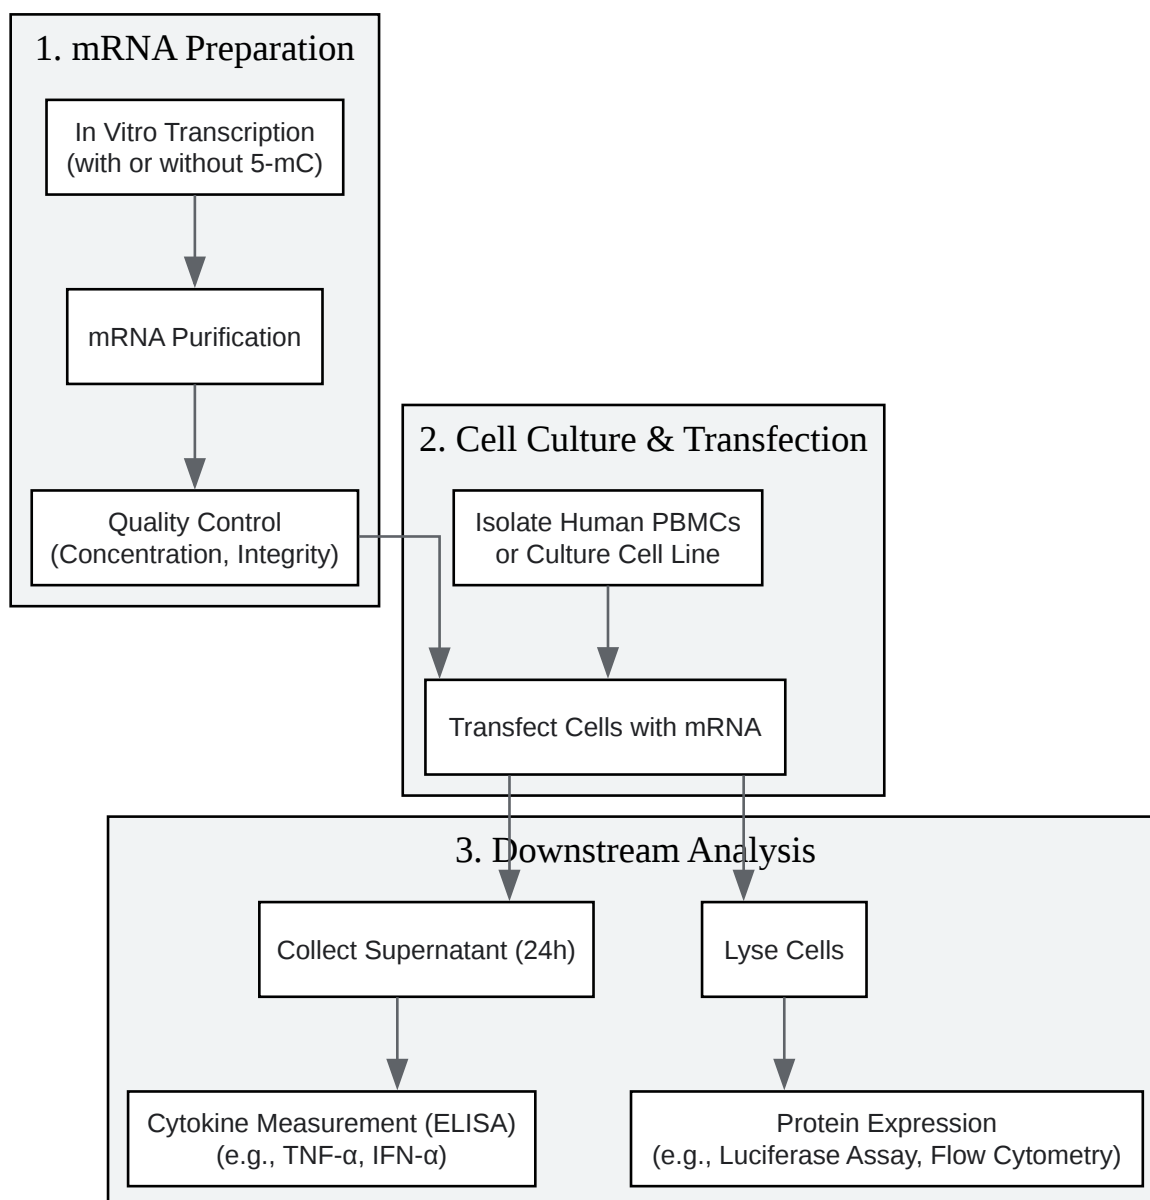 1. mRNA Preparation
In Vitro Transcription
(with or without 5-mC)
mRNA Purification
Quality Control
(Concentration, Integrity)
2. Cell Culture & Transfection
Isolate Human PBMCs
or Culture Cell Line
Transfect Cells with mRNA
3. Downstream Analysis
Collect Supernatant (24h)
Lyse Cells
Cytokine Measurement (ELISA)
(e.g., TNF-α, IFN-α)
Protein Expression
(e.g., Luciferase Assay, Flow Cytometry)